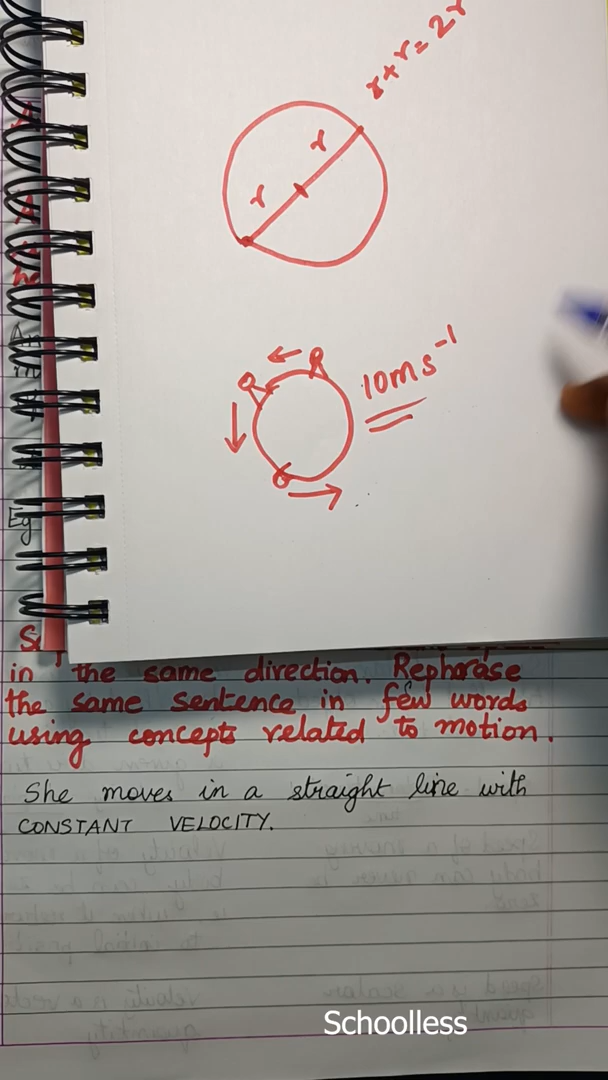 r+r=2r
r
r
10ms⁻¹
Eg
in the same direction. Rephrase
the same sentence in few words
using concepts related to motion.
She moves in a straight line with
CONSTANT VELOCITY.
Schoolless